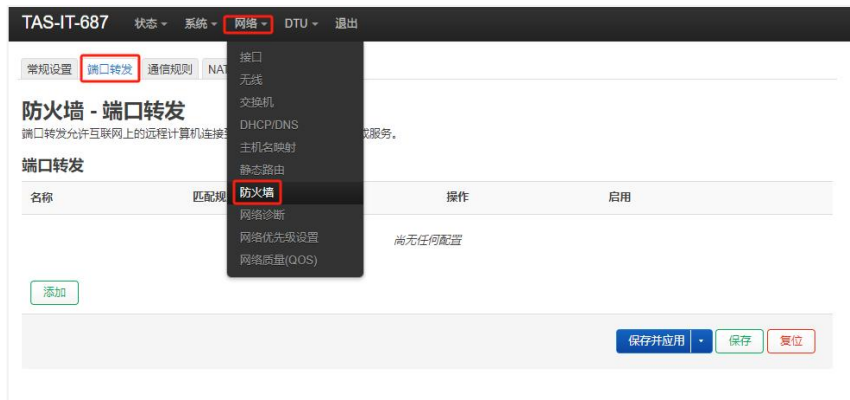 TAS-IT-687 状态 系统 网络 DTU 退出
常规设置 端口转发 通信规则 NAT
接口
无线
交换机
DHCP/DNS
主机名映射
静态路由
防火墙
网络诊断
网络优先级设置
网络质量(QOS)
防火墙 - 端口转发
端口转发允许互联网上的远程计算机连接 或服务。
端口转发
名称 匹配规 操作 启用
尚无任何配置
添加
保存并应用 保存 复位